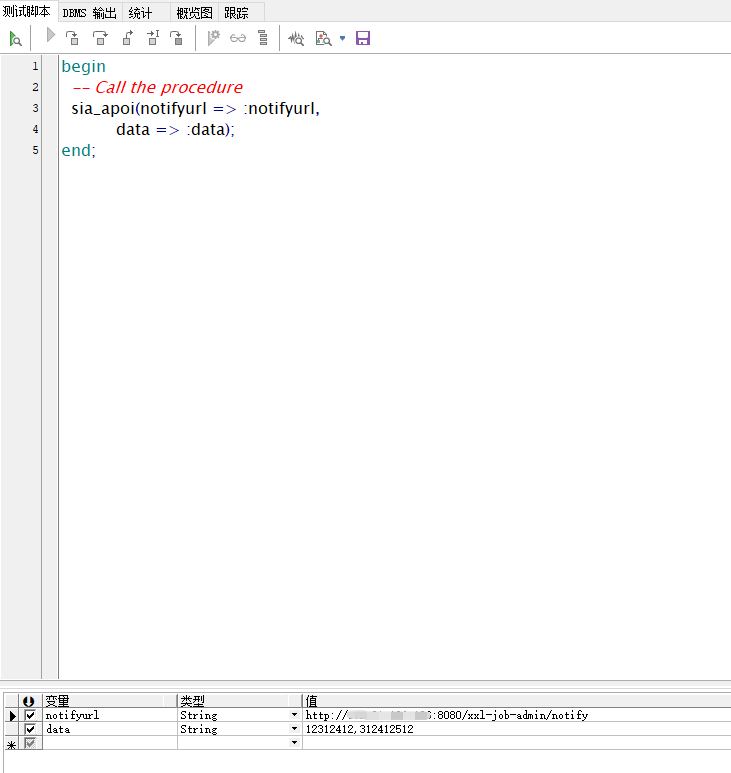 测试脚本 DBMS 输出 统计 概览图 跟踪
1 begin
2 -- Call the procedure
3 sia_apoi(notifyurl => :notifyurl,
4 data => :data);
5 end;
变量 类型 值
notifyurl String http:// :8080/xxl-job-admin/notify
data String 12312412,312412512